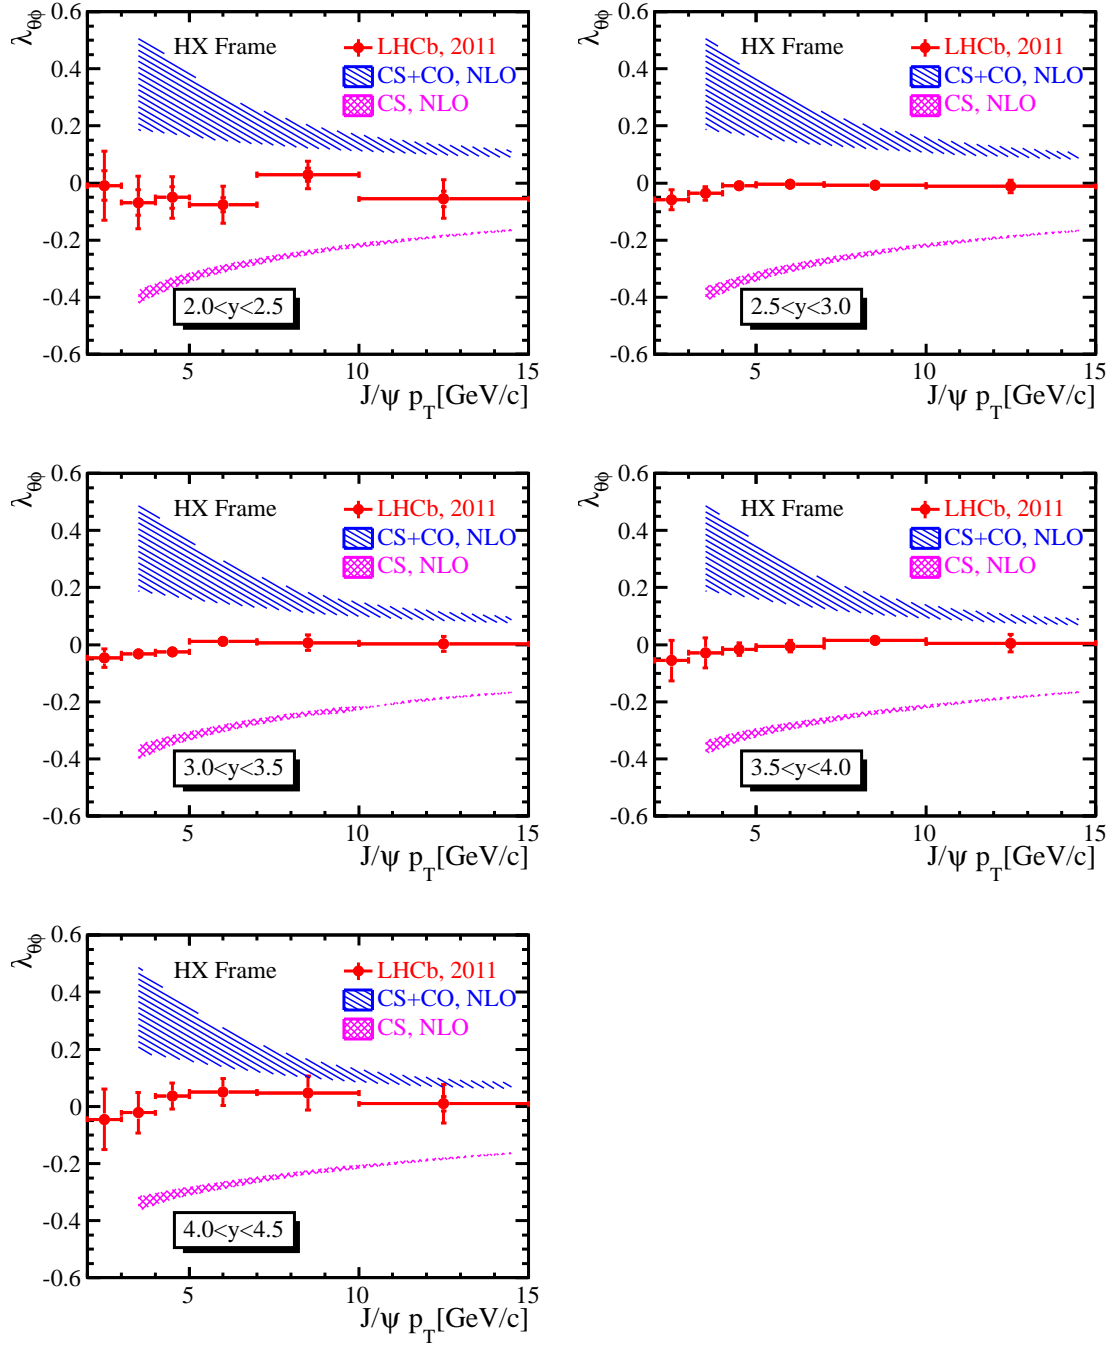 λθφ
0.6
0.4
0.2
0
-0.2
-0.4
-0.6
HX Frame
LHCb, 2011
CS+CO, NLO
CS, NLO
2.0<y<2.5
5 10 15
J/ψ pT[GeV/c]
λθφ
0.6
0.4
0.2
0
-0.2
-0.4
-0.6
HX Frame
LHCb, 2011
CS+CO, NLO
CS, NLO
2.5<y<3.0
5 10 15
J/ψ pT[GeV/c]
λθφ
0.6
0.4
0.2
0
-0.2
-0.4
-0.6
HX Frame
LHCb, 2011
CS+CO, NLO
CS, NLO
3.0<y<3.5
5 10 15
J/ψ pT[GeV/c]
λθφ
0.6
0.4
0.2
0
-0.2
-0.4
-0.6
HX Frame
LHCb, 2011
CS+CO, NLO
CS, NLO
3.5<y<4.0
5 10 15
J/ψ pT[GeV/c]
λθφ
0.6
0.4
0.2
0
-0.2
-0.4
-0.6
HX Frame
LHCb, 2011
CS+CO, NLO
CS, NLO
4.0<y<4.5
5 10 15
J/ψ pT[GeV/c]